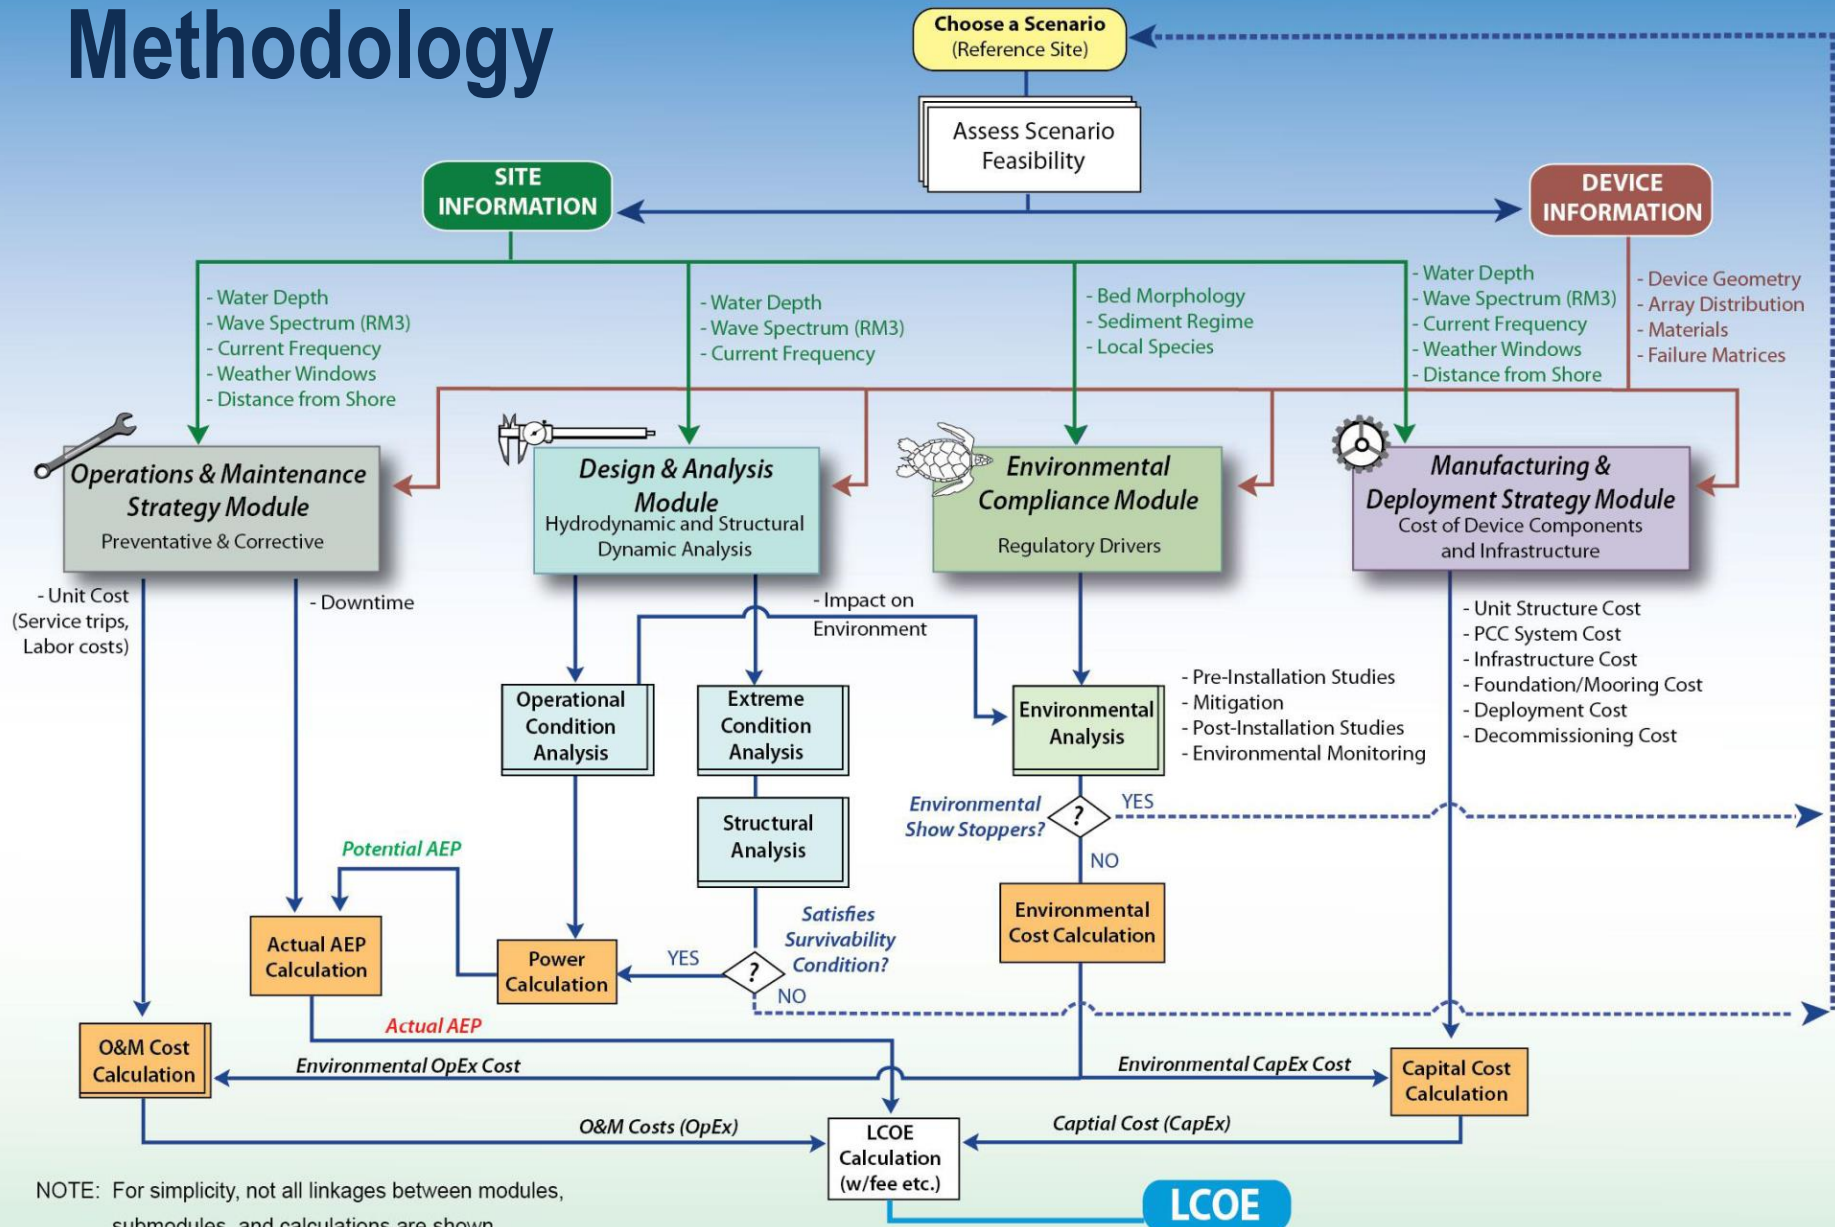 Methodology
Choose a Scenario
(Reference Site)
Assess Scenario
Feasibility
SITE
INFORMATION
DEVICE
INFORMATION
- Water Depth
- Wave Spectrum (RM3)
- Current Frequency
- Weather Windows
- Distance from Shore
- Water Depth
- Wave Spectrum (RM3)
- Current Frequency
- Bed Morphology
- Sediment Regime
- Local Species
- Water Depth
- Wave Spectrum (RM3)
- Current Frequency
- Weather Windows
- Distance from Shore
- Device Geometry
- Array Distribution
- Materials
- Failure Matrices
Operations & Maintenance
Strategy Module
Preventative & Corrective
Design & Analysis
Module
Hydrodynamic and Structural
Dynamic Analysis
Environmental
Compliance Module
Regulatory Drivers
Manufacturing &
Deployment Strategy Module
Cost of Device Components
and Infrastructure
- Unit Cost
(Service trips,
Labor costs)
- Downtime
- Impact on
Environment
- Unit Structure Cost
- PCC System Cost
- Infrastructure Cost
- Foundation/Mooring Cost
- Deployment Cost
- Decommissioning Cost
Operational
Condition
Analysis
Extreme
Condition
Analysis
Environmental
Analysis
- Pre-Installation Studies
- Mitigation
- Post-Installation Studies
- Environmental Monitoring
Structural
Analysis
Environmental
Show Stoppers?
?
YES
NO
Potential AEP
Actual AEP
Calculation
Power
Calculation
YES
?
Satisfies
Survivability
Condition?
NO
Environmental
Cost Calculation
Actual AEP
O&M Cost
Calculation
Environmental OpEx Cost
Environmental CapEx Cost
Capital Cost
Calculation
O&M Costs (OpEx)
LCOE
Calculation
(w/fee etc.)
Captial Cost (CapEx)
LCOE
NOTE: For simplicity, not all linkages between modules,
submodules, and calculations are shown